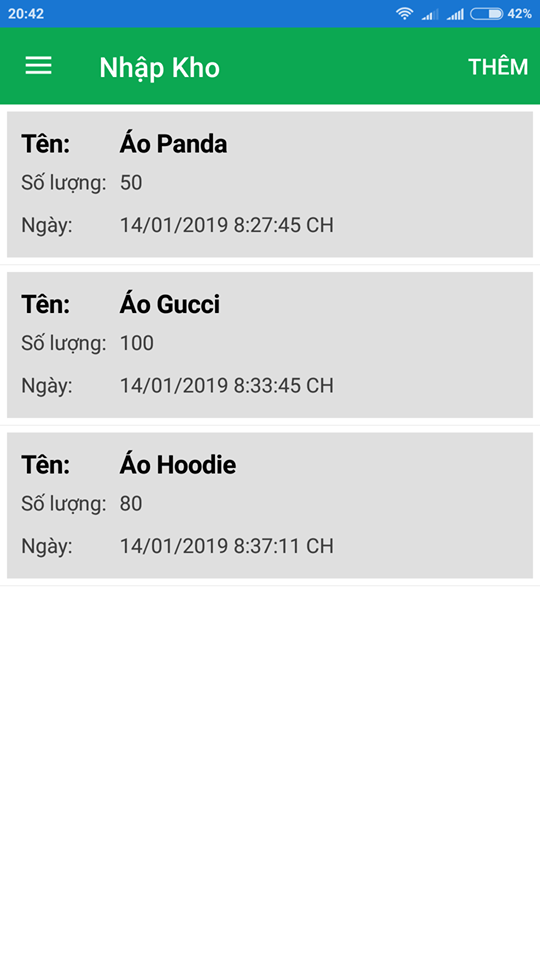 20:42 42%
Nhập Kho THÊM
Tên: Áo Panda
Số lượng: 50
Ngày: 14/01/2019 8:27:45 CH
Tên: Áo Gucci
Số lượng: 100
Ngày: 14/01/2019 8:33:45 CH
Tên: Áo Hoodie
Số lượng: 80
Ngày: 14/01/2019 8:37:11 CH